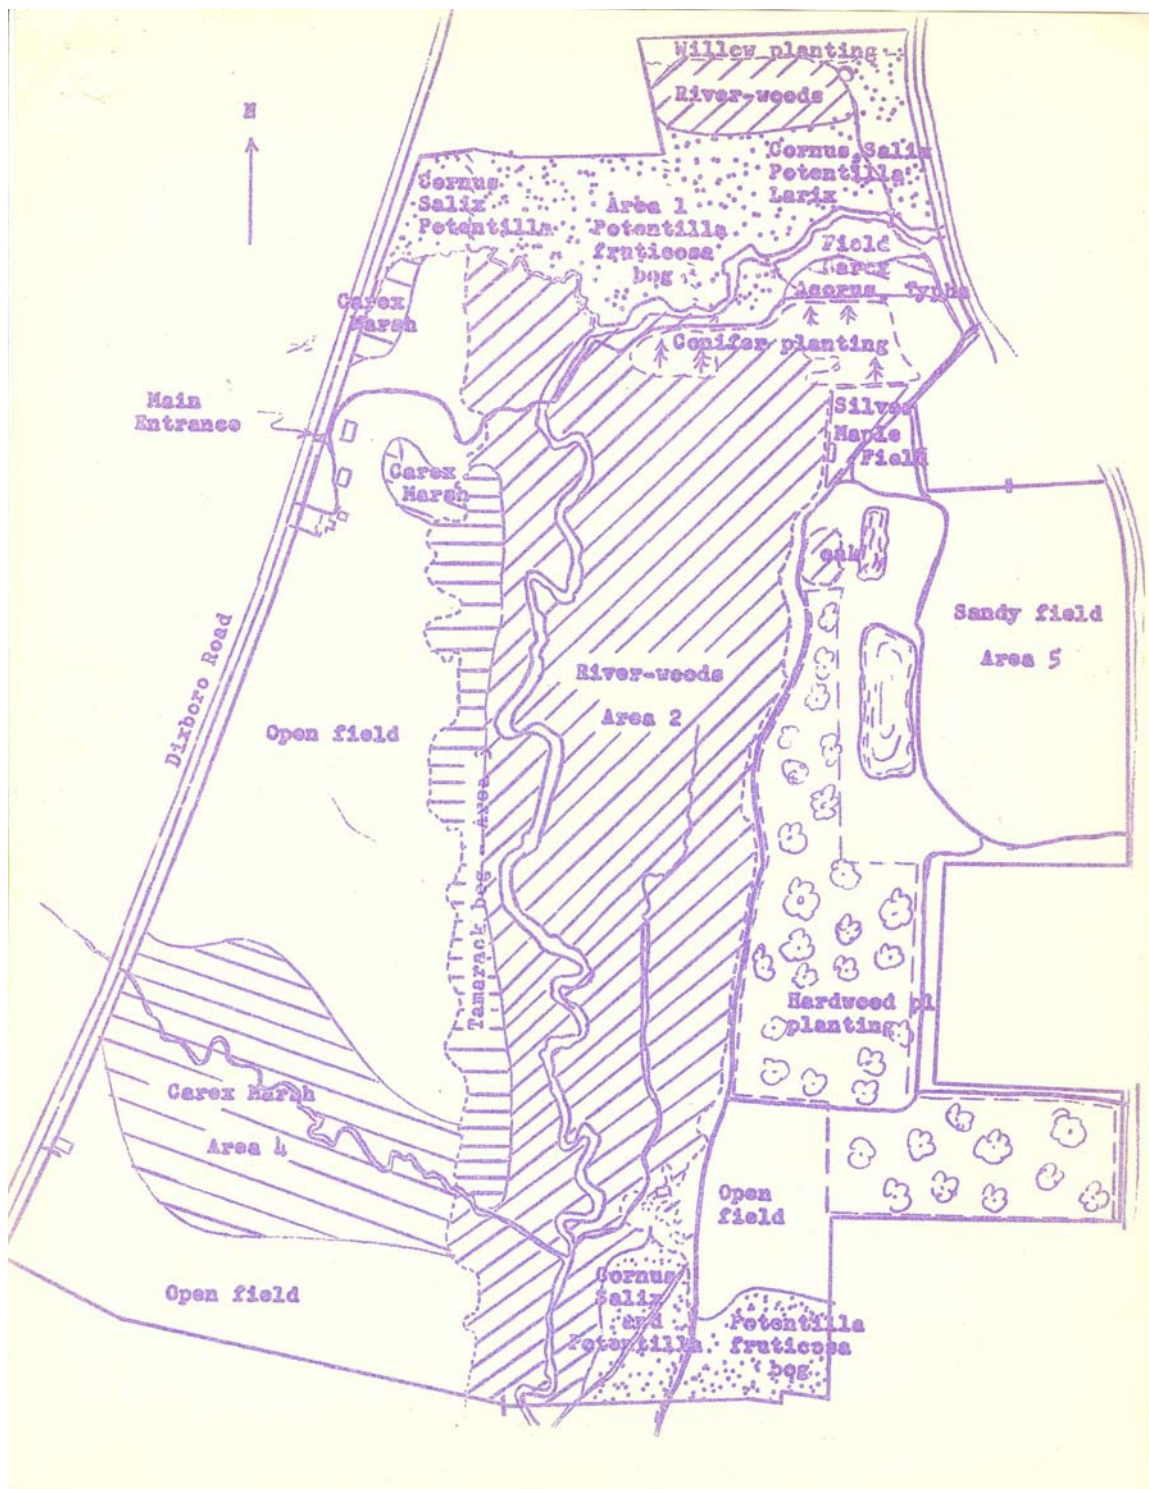 Willow planting
River-woods
N
Cornus Salix
Potentilla
Larix
Cornus
Salix
Potentilla
Area 1
Potentilla
fruticosa
bog
Field
Carex
Acorus Typha
Carex
Marsh
Conifer planting
Main
Entrance
Silver
Maple
Field
Carex
Marsh
oak
Sandy field
Area 5
Dixboro Road
River-woods
Area 2
Open field
Tamarack bog - Area 3
Hardwood pl
planting
Carex Marsh
Area 4
Open
field
Cornus
Salix
and
Potentilla
Open field
Potentilla
fruticosa
bog